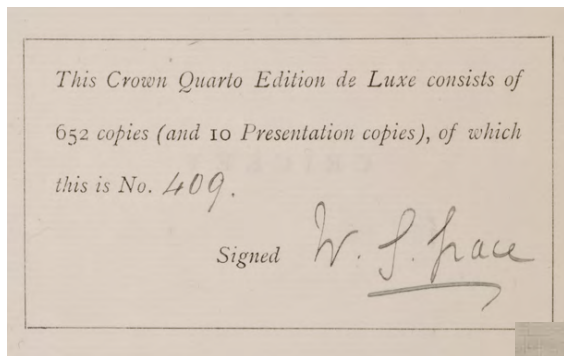 This Crown Quarto Edition de Luxe consists of
652 copies (and 10 Presentation copies), of which
this is No. 409.
Signed W. G. Grace